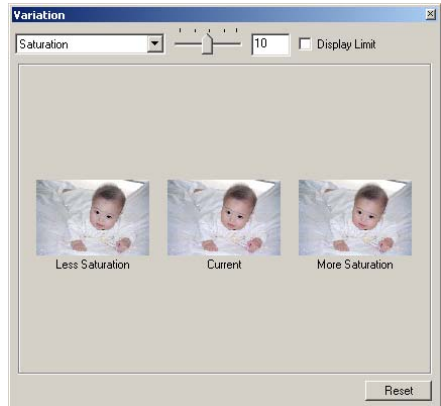 Variation
Saturation 10 Display Limit
Less Saturation Current More Saturation
Reset